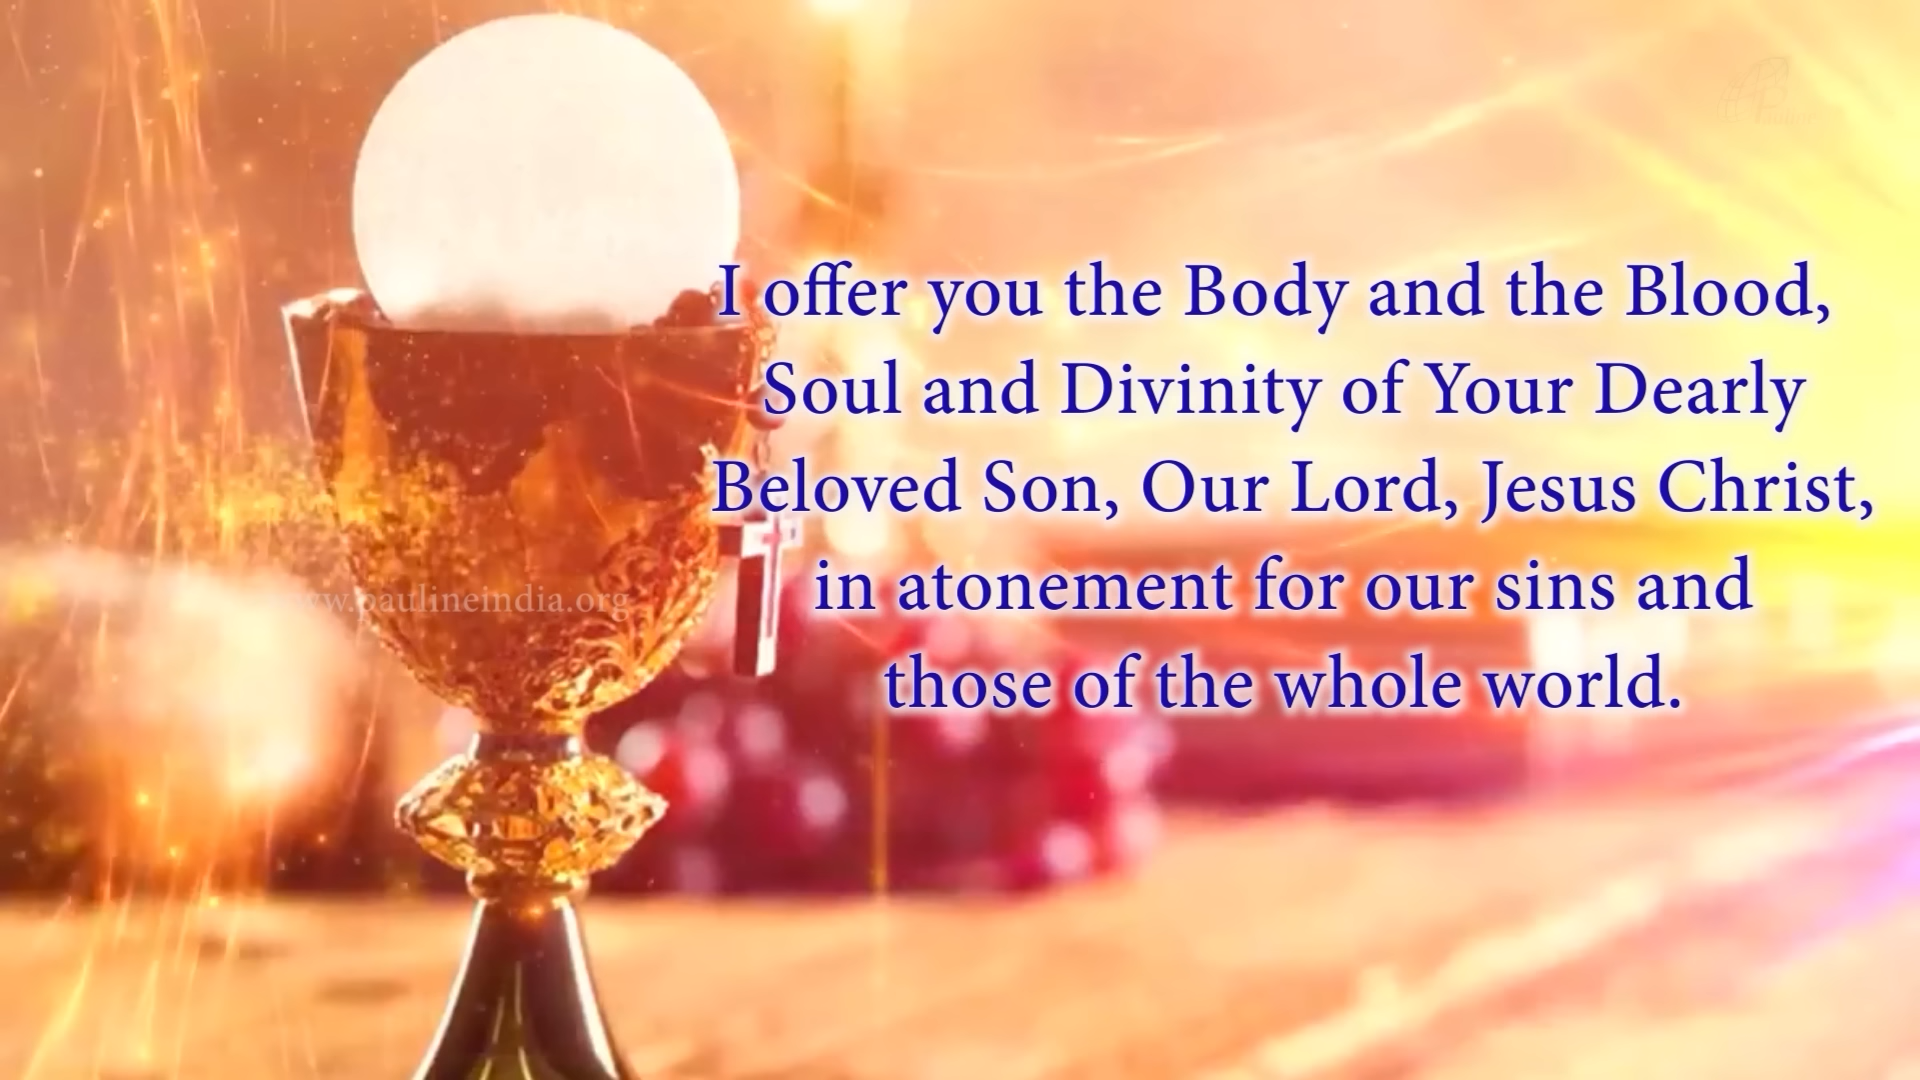 I offer you the Body and the Blood,
Soul and Divinity of Your Dearly
Beloved Son, Our Lord, Jesus Christ,
in atonement for our sins and
those of the whole world.
www.paulineindia.org